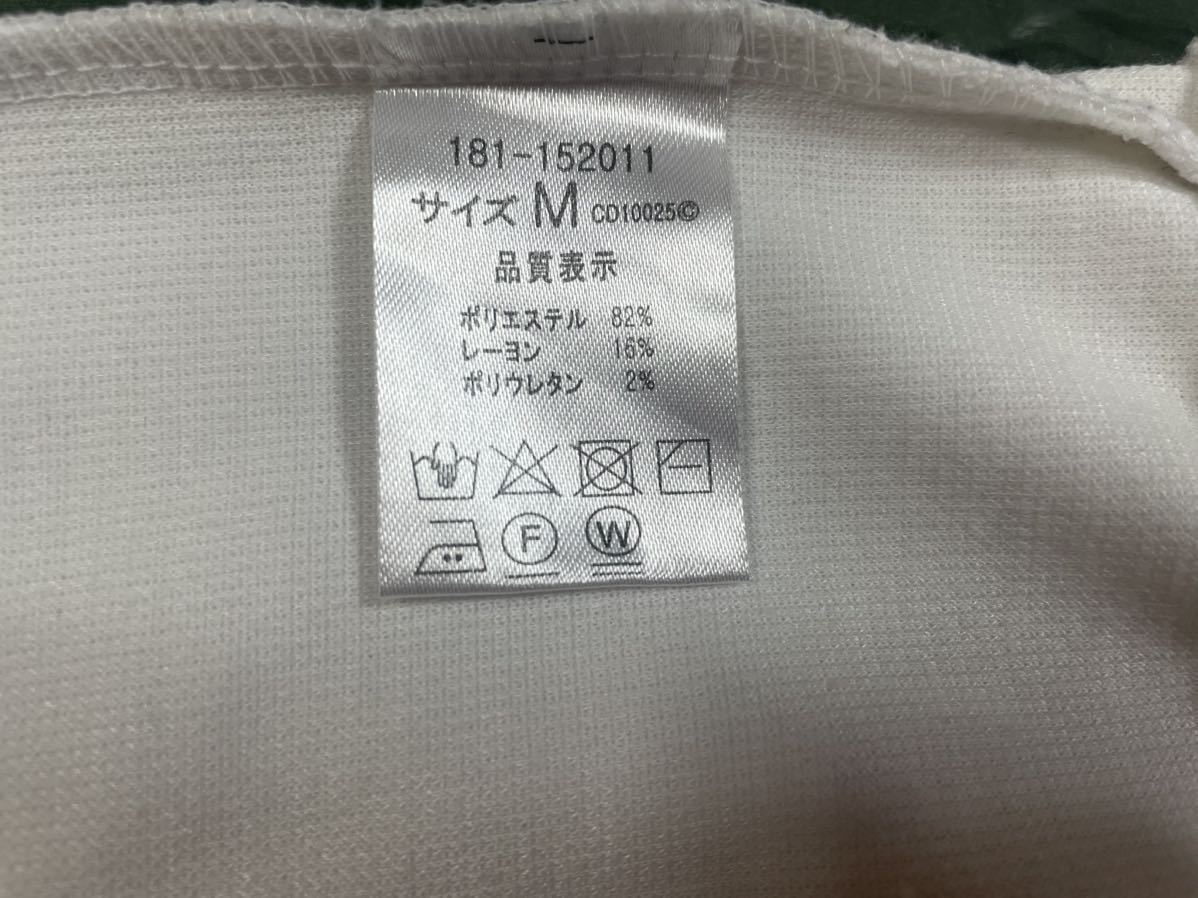 181-152011
サイズ M CD10025©
品質表示
ポリエステル 82%
レーヨン 16%
ポリウレタン 2%
F W